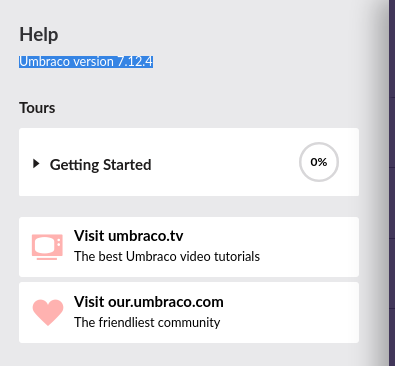 Help
Umbraco version 7.12.4
Tours
Getting Started
0%
Visit umbraco.tv
The best Umbraco video tutorials
Visit our.umbraco.com
The friendliest community